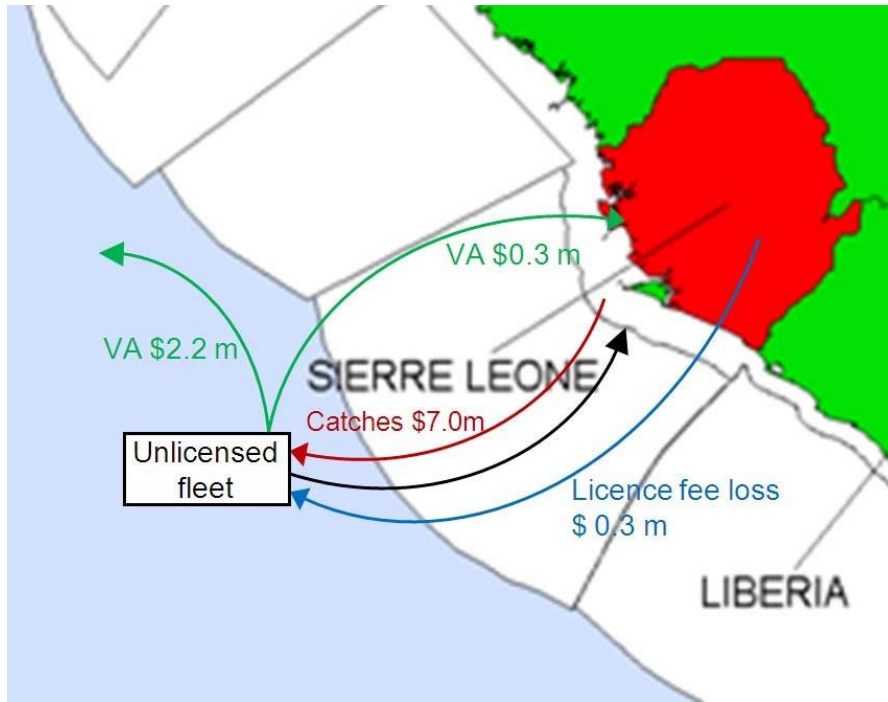 VA $0.3 m
VA $2.2 m
SIERRE LEONE
Catches $7.0m
Unlicensed
fleet
Licence fee loss
$ 0.3 m
LIBERIA